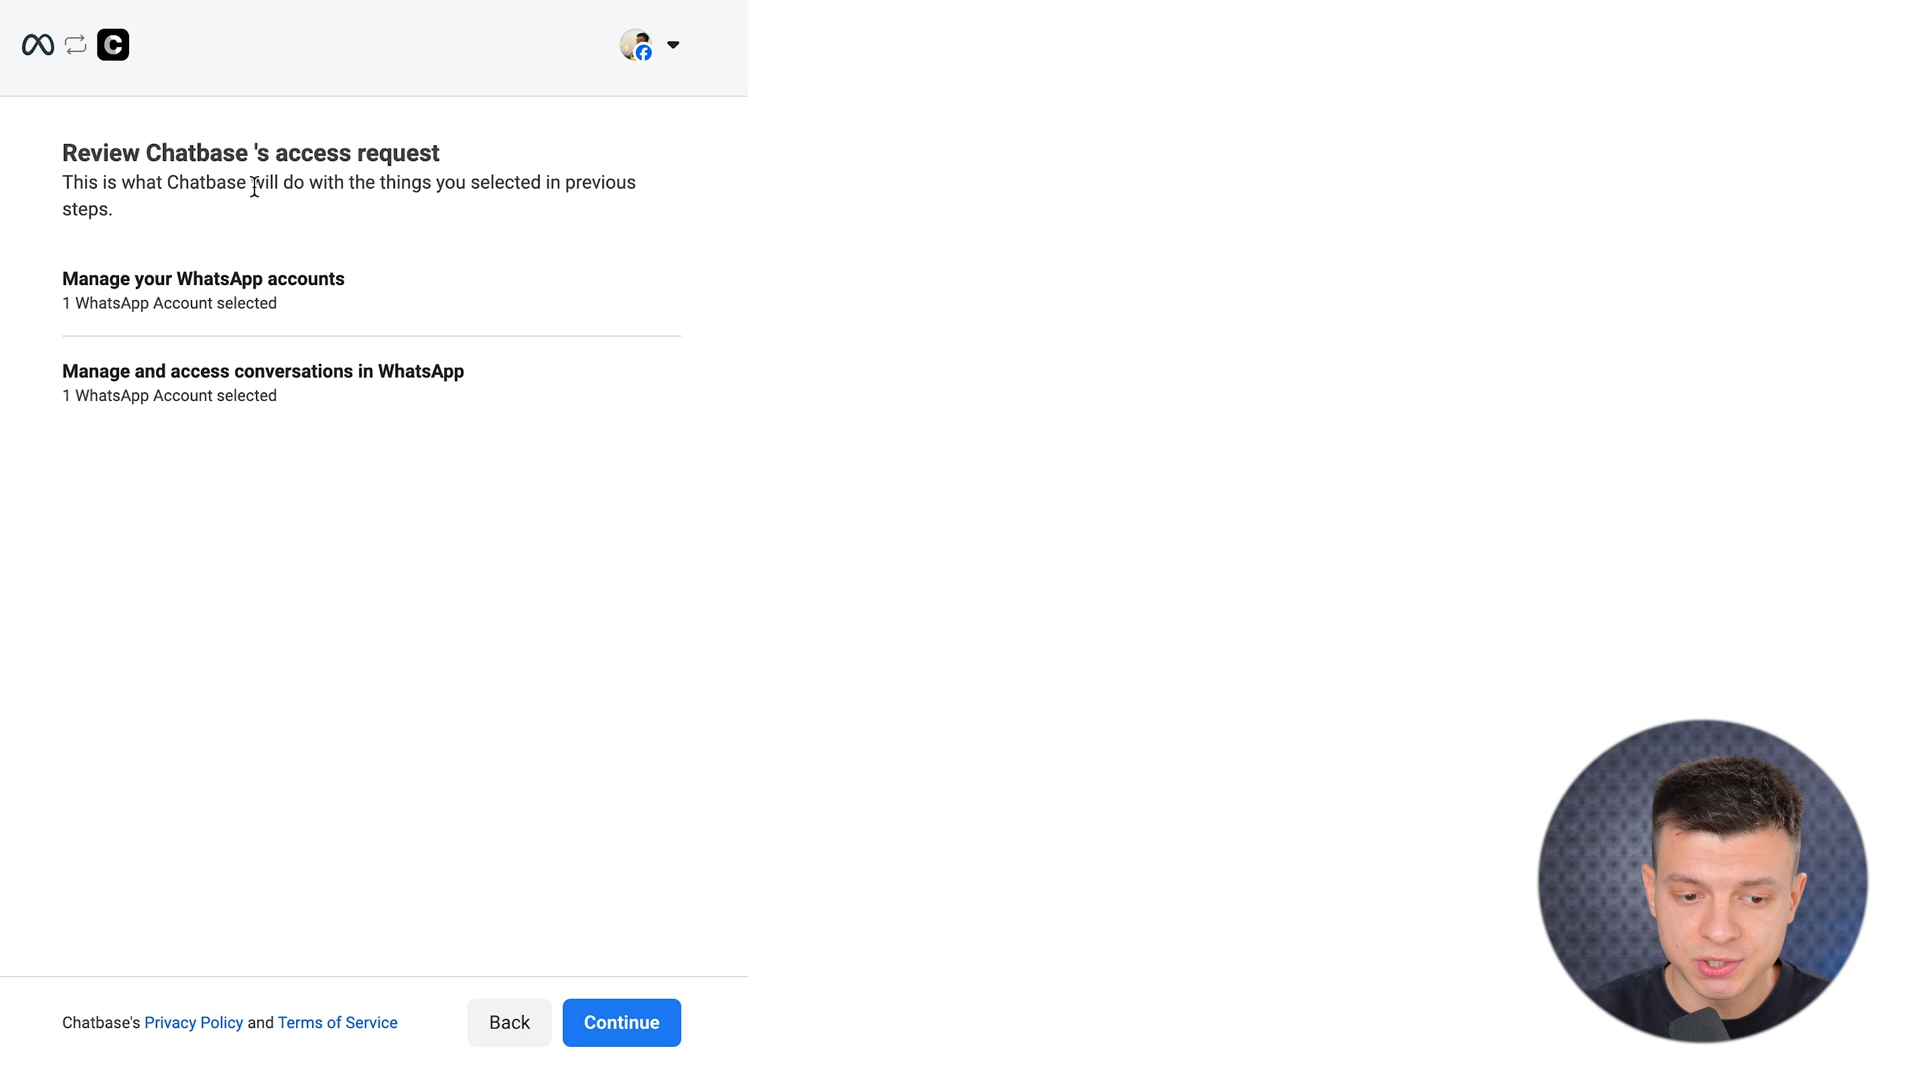 C
Review Chatbase 's access request
This is what Chatbase will do with the things you selected in previous
steps.
Manage your WhatsApp accounts
1 WhatsApp Account selected
Manage and access conversations in WhatsApp
1 WhatsApp Account selected
Chatbase's Privacy Policy and Terms of Service
Back
Continue